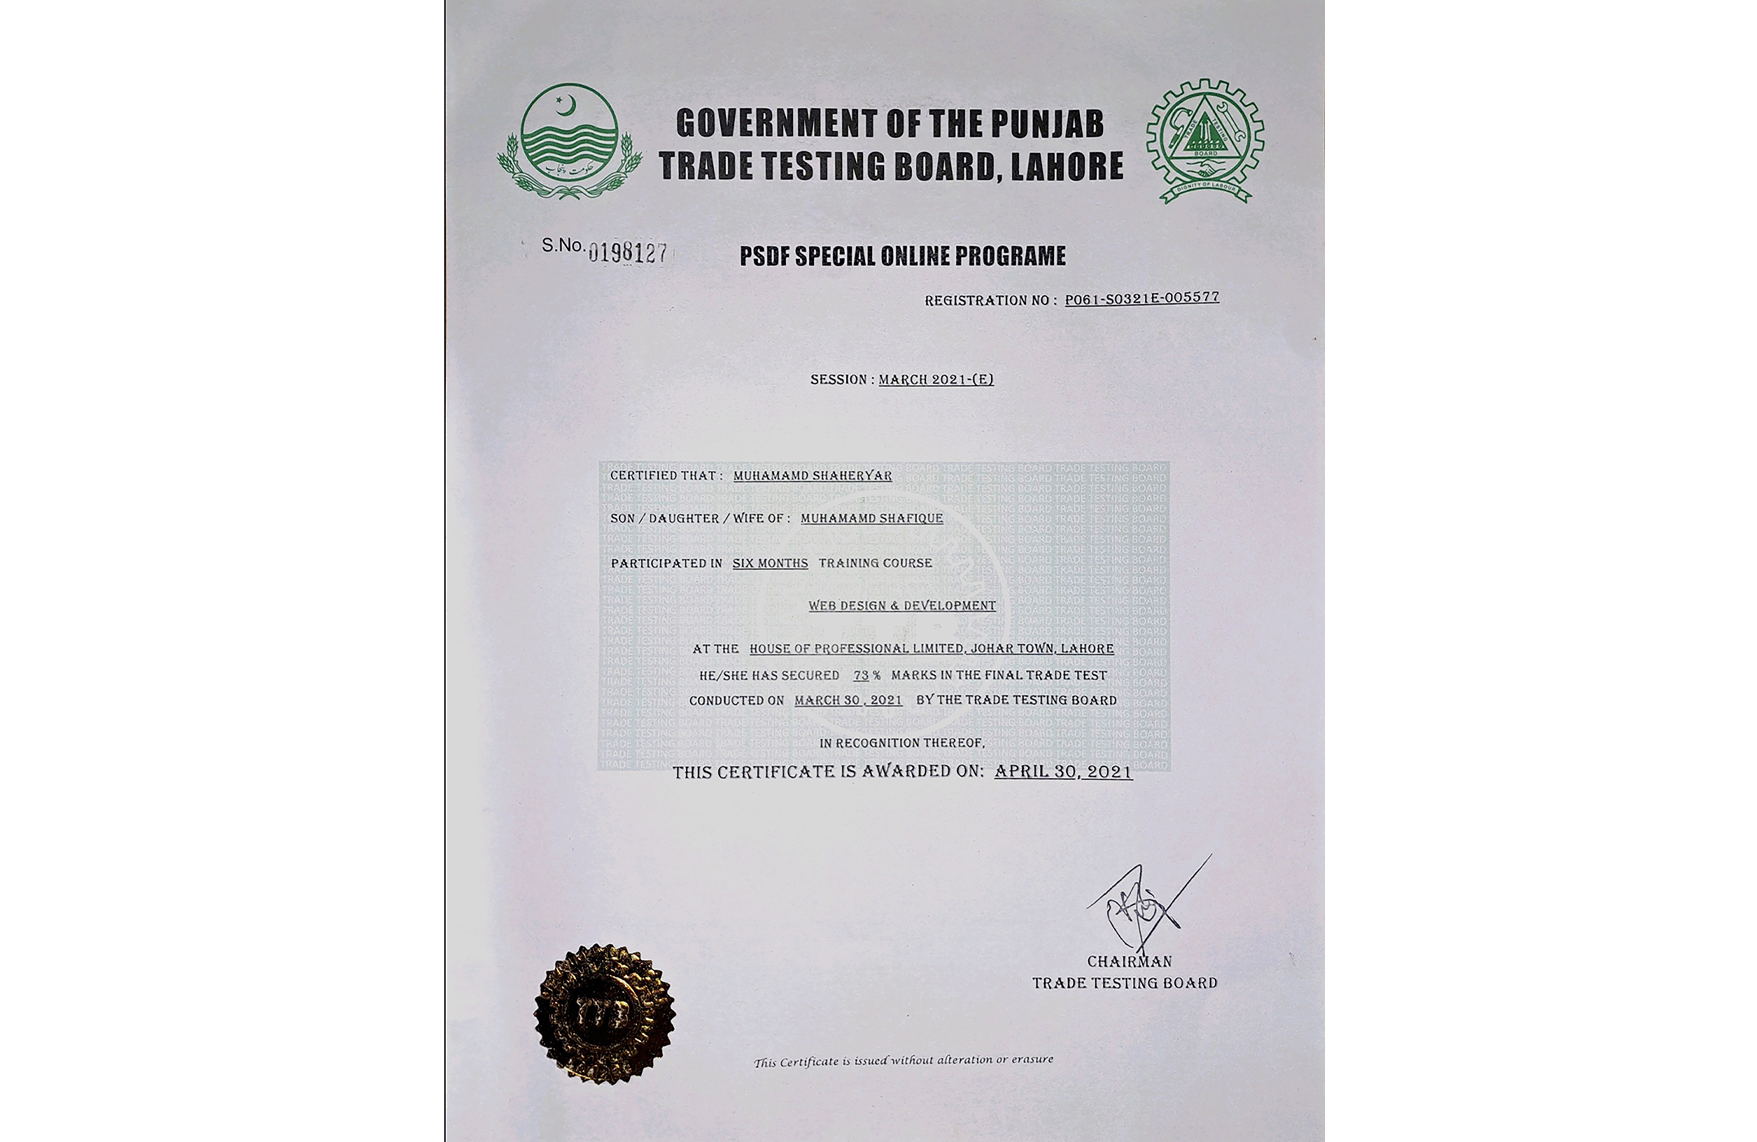 حکومت پنجاب
GOVERNMENT OF THE PUNJAB
TRADE TESTING BOARD, LAHORE
TRADE TESTING
BOARD
DIGNITY OF LABOUR
S.No. 0198127
PSDF SPECIAL ONLINE PROGRAME
REGISTRATION NO : P061-S0321E-005577
SESSION : MARCH 2021-(E)
CERTIFIED THAT : MUHAMAMD SHAHERYAR
SON / DAUGHTER / WIFE OF : MUHAMAMD SHAFIQUE
PARTICIPATED IN SIX MONTHS TRAINING COURSE
WEB DESIGN & DEVELOPMENT
AT THE HOUSE OF PROFESSIONAL LIMITED, JOHAR TOWN, LAHORE
HE/SHE HAS SECURED 73 % MARKS IN THE FINAL TRADE TEST
CONDUCTED ON MARCH 30 , 2021 BY THE TRADE TESTING BOARD
IN RECOGNITION THEREOF,
THIS CERTIFICATE IS AWARDED ON: APRIL 30, 2021
CHAIRMAN
TRADE TESTING BOARD
TTB
This Certificate is issued without alteration or erasure